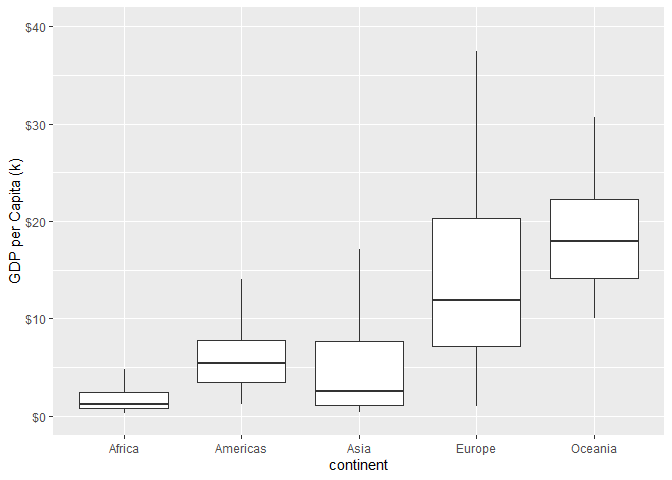 $40
$30
$20
$10
$0
GDP per Capita (k)
Africa Americas Asia Europe Oceania
continent